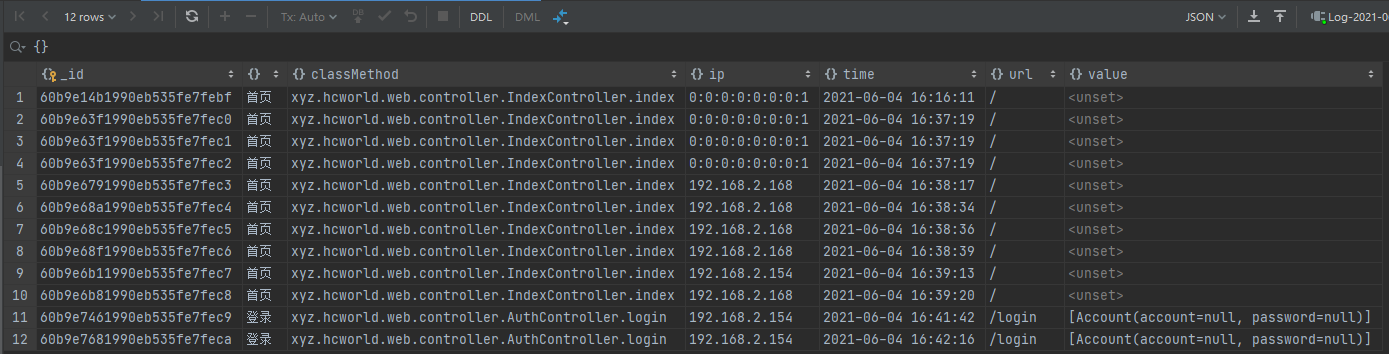 12 rows Tx: Auto DB DDL DML JSON Log-2021-0
{}
{} _id {} {} classMethod {} ip {} time {} url {} value
1 60b9e14b1990eb535fe7febf 首页 xyz.hcworld.web.controller.IndexController.index 0:0:0:0:0:0:0:1 2021-06-04 16:16:11 / <unset>
2 60b9e63f1990eb535fe7fec0 首页 xyz.hcworld.web.controller.IndexController.index 0:0:0:0:0:0:0:1 2021-06-04 16:37:19 / <unset>
3 60b9e63f1990eb535fe7fec1 首页 xyz.hcworld.web.controller.IndexController.index 0:0:0:0:0:0:0:1 2021-06-04 16:37:19 / <unset>
4 60b9e63f1990eb535fe7fec2 首页 xyz.hcworld.web.controller.IndexController.index 0:0:0:0:0:0:0:1 2021-06-04 16:37:19 / <unset>
5 60b9e6791990eb535fe7fec3 首页 xyz.hcworld.web.controller.IndexController.index 192.168.2.168 2021-06-04 16:38:17 / <unset>
6 60b9e68a1990eb535fe7fec4 首页 xyz.hcworld.web.controller.IndexController.index 192.168.2.168 2021-06-04 16:38:34 / <unset>
7 60b9e68c1990eb535fe7fec5 首页 xyz.hcworld.web.controller.IndexController.index 192.168.2.168 2021-06-04 16:38:36 / <unset>
8 60b9e68f1990eb535fe7fec6 首页 xyz.hcworld.web.controller.IndexController.index 192.168.2.168 2021-06-04 16:38:39 / <unset>
9 60b9e6b11990eb535fe7fec7 首页 xyz.hcworld.web.controller.IndexController.index 192.168.2.154 2021-06-04 16:39:13 / <unset>
10 60b9e6b81990eb535fe7fec8 首页 xyz.hcworld.web.controller.IndexController.index 192.168.2.168 2021-06-04 16:39:20 / <unset>
11 60b9e7461990eb535fe7fec9 登录 xyz.hcworld.web.controller.AuthController.login 192.168.2.154 2021-06-04 16:41:42 /login [Account(account=null, password=null)]
12 60b9e7681990eb535fe7feca 登录 xyz.hcworld.web.controller.AuthController.login 192.168.2.154 2021-06-04 16:42:16 /login [Account(account=null, password=null)]